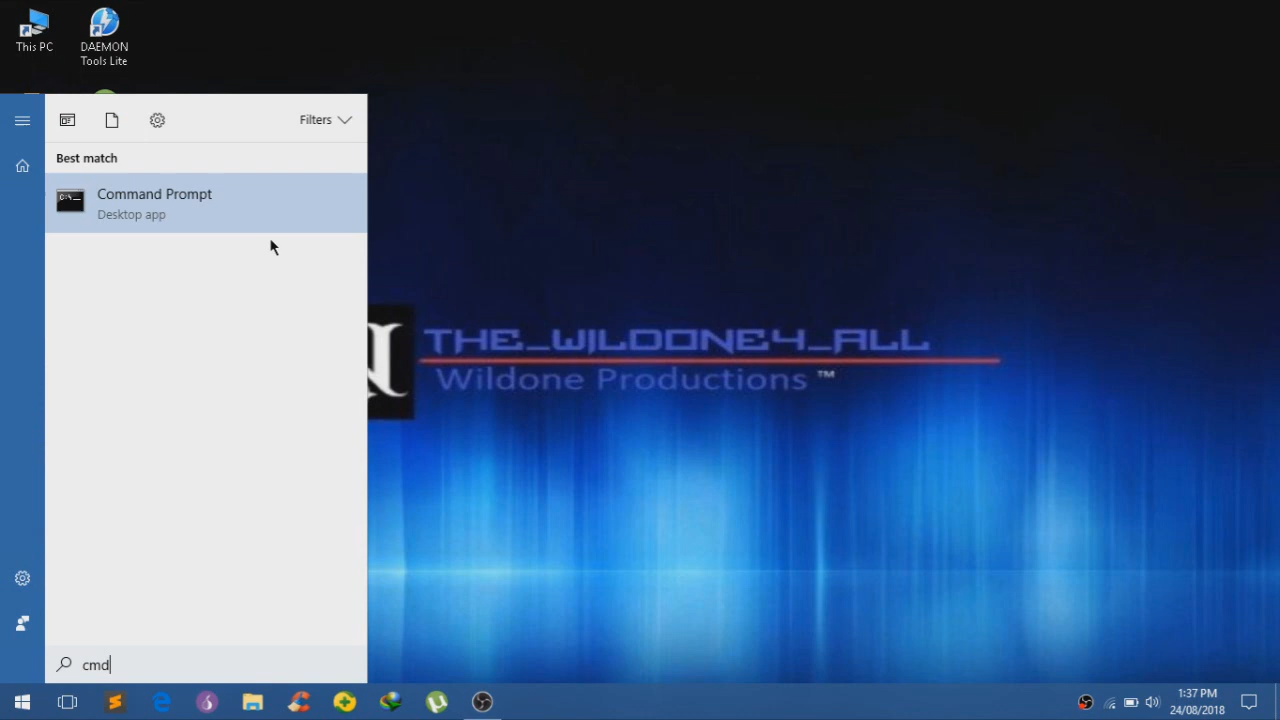 This PC
DAEMON
Tools Lite
Filters
Best match
C:\._
Command Prompt
Desktop app
THE_WILDONE4_ALL
Wildone Productions ™
cmd
1:37 PM
24/08/2018